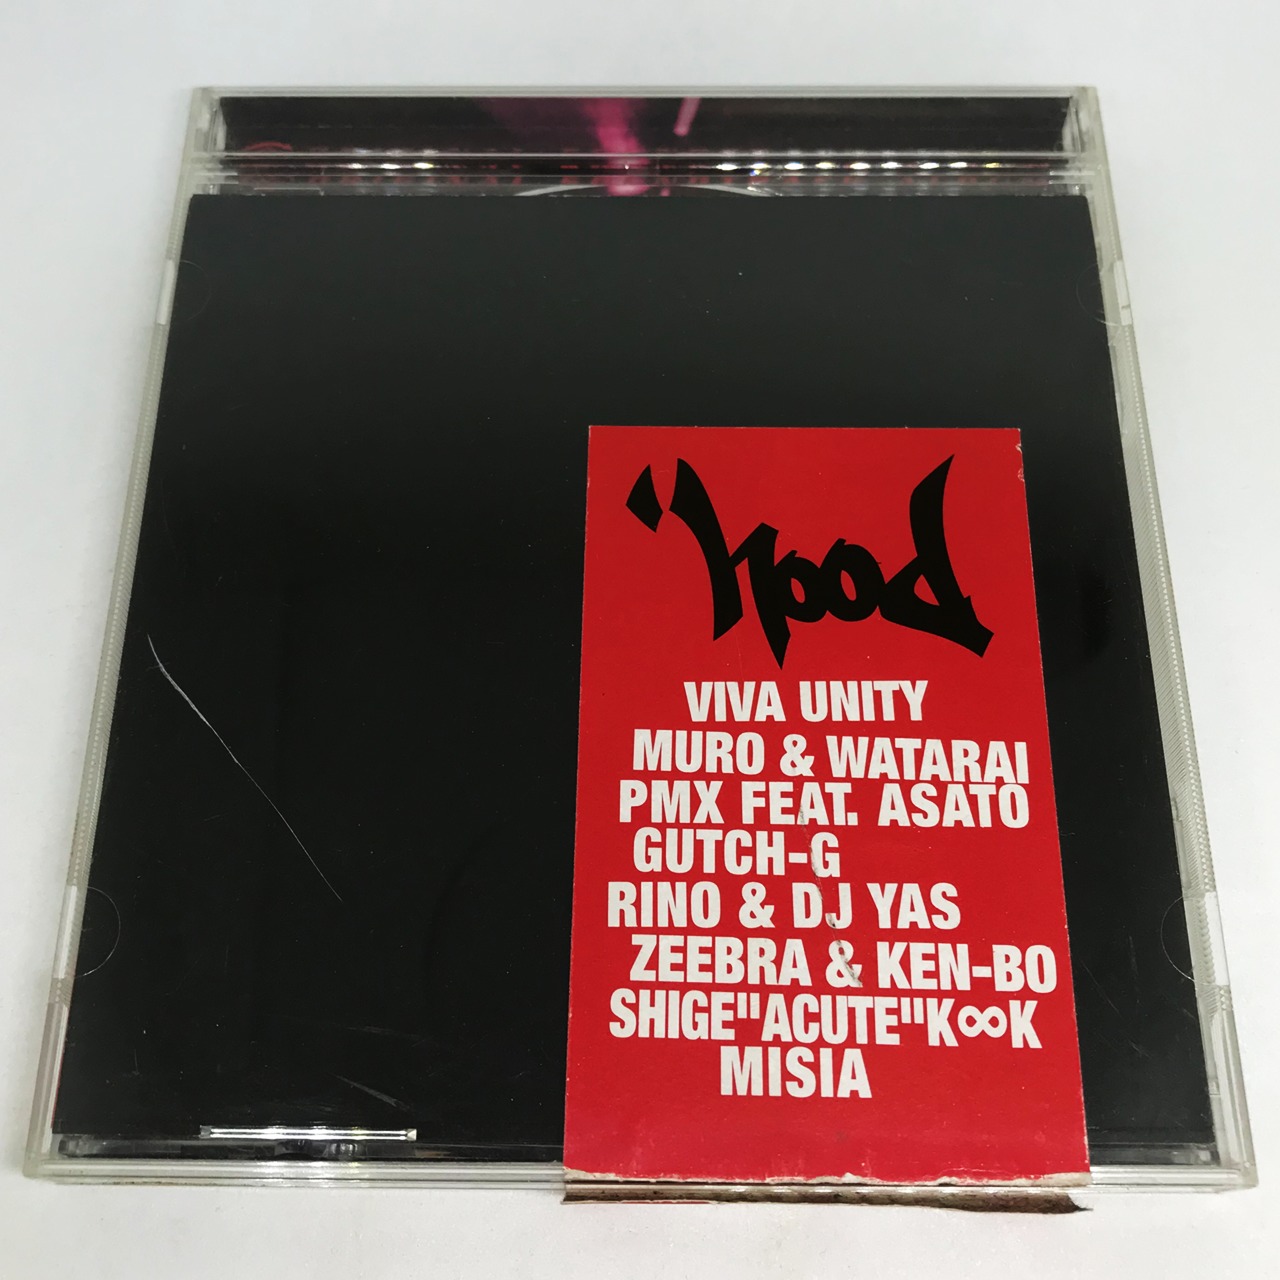 'hood
VIVA UNITY
MURO & WATARAI
PMX FEAT. ASATO
GUTCH-G
RINO & DJ YAS
ZEEBRA & KEN-BO
SHIGE"ACUTE"K∞K
MISIA